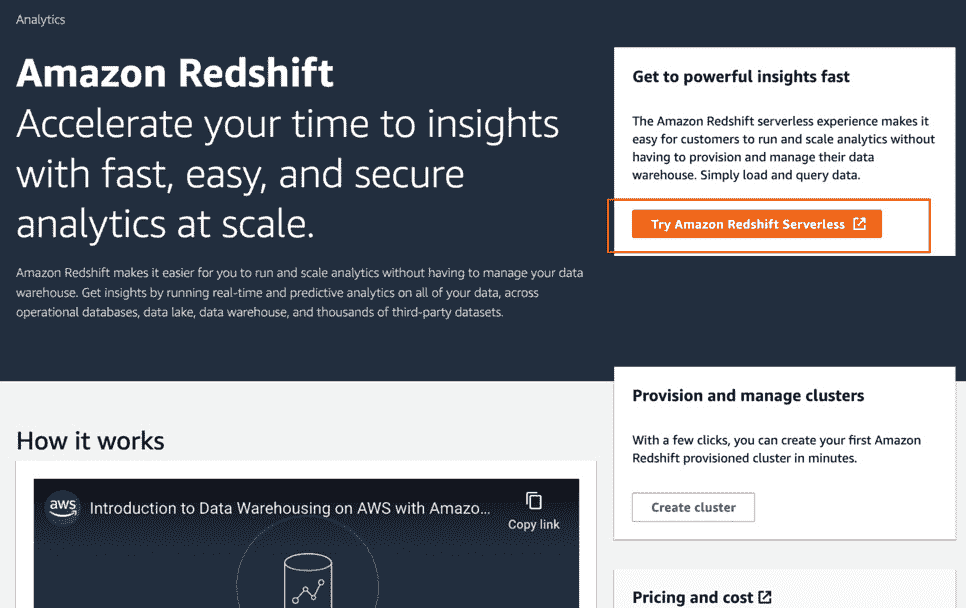 Analytics
Amazon Redshift
Accelerate your time to insights
with fast, easy, and secure
analytics at scale.
Amazon Redshift makes it easier for you to run and scale analytics without having to manage your data
warehouse. Get insights by running real-time and predictive analytics on all of your data, across
operational databases, data lake, data warehouse, and thousands of third-party datasets.
Get to powerful insights fast
The Amazon Redshift serverless experience makes it
easy for customers to run and scale analytics without
having to provision and manage their data
warehouse. Simply load and query data.
Try Amazon Redshift Serverless
Provision and manage clusters
With a few clicks, you can create your first Amazon
Redshift provisioned cluster in minutes.
Create cluster
Pricing and cost
How it works
aws
Introduction to Data Warehousing on AWS with Amazo...
Copy link